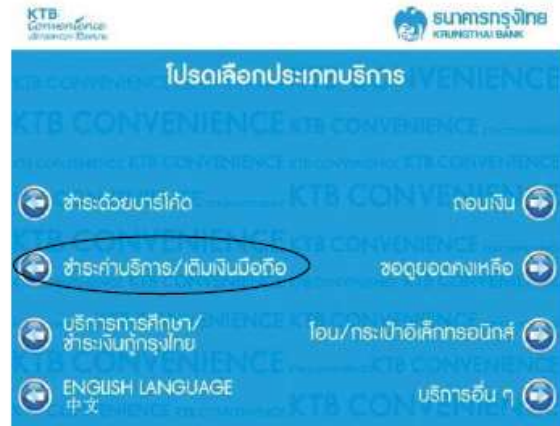 KTB
Convenience
ธนาคารกรุงไทย
KRUNGTHAI BANK
โปรดเลือกประเภทบริการ
ชำระด้วยบาร์โค้ด
ถอนเงิน
ชำระค่าบริการ/เติมเงินมือถือ
ขอดูยอดคงเหลือ
บริการการศึกษา/
ชำระเงินกู้กรุงไทย
โอน/กระเป๋าอิเล็กทรอนิกส์
ENGLISH LANGUAGE
中文
บริการอื่น ๆ